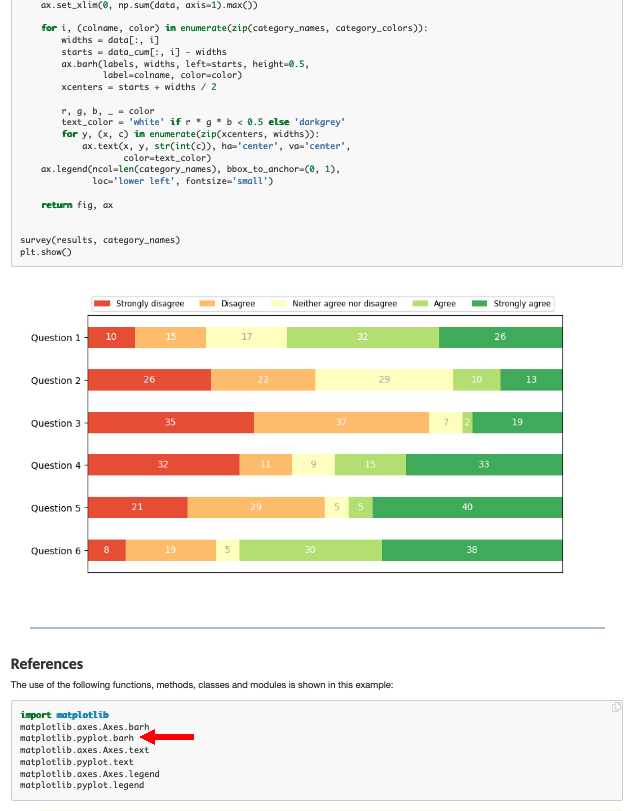 ax.set_xlim(0, np.sum(data, axis=1).max())
    for i, (colname, color) in enumerate(zip(category_names, category_colors)):
        widths = data[:, i]
        starts = data_cum[:, i] - widths
        ax.barh(labels, widths, left=starts, height=0.5,
                label=colname, color=color)
        xcenters = starts + widths / 2
        r, g, b, _ = color
        text_color = 'white' if r * g * b < 0.5 else 'darkgrey'
        for y, (x, c) in enumerate(zip(xcenters, widths)):
            ax.text(x, y, str(int(c)), ha='center', va='center',
                    color=text_color)
    ax.legend(ncol=len(category_names), bbox_to_anchor=(0, 1),
              loc='lower left', fontsize='small')
    return fig, ax
survey(results, category_names)
plt.show()
Strongly disagree Disagree Neither agree nor disagree Agree Strongly agree
Question 1 10 15 17 32 26
Question 2 26 22 29 10 13
Question 3 35 37 7 2 19
Question 4 32 11 9 15 33
Question 5 21 29 5 5 40
Question 6 8 19 5 30 38
References
The use of the following functions, methods, classes and modules is shown in this example:
import matplotlib
matplotlib.axes.Axes.barh
matplotlib.pyplot.barh
matplotlib.axes.Axes.text
matplotlib.pyplot.text
matplotlib.axes.Axes.legend
matplotlib.pyplot.legend